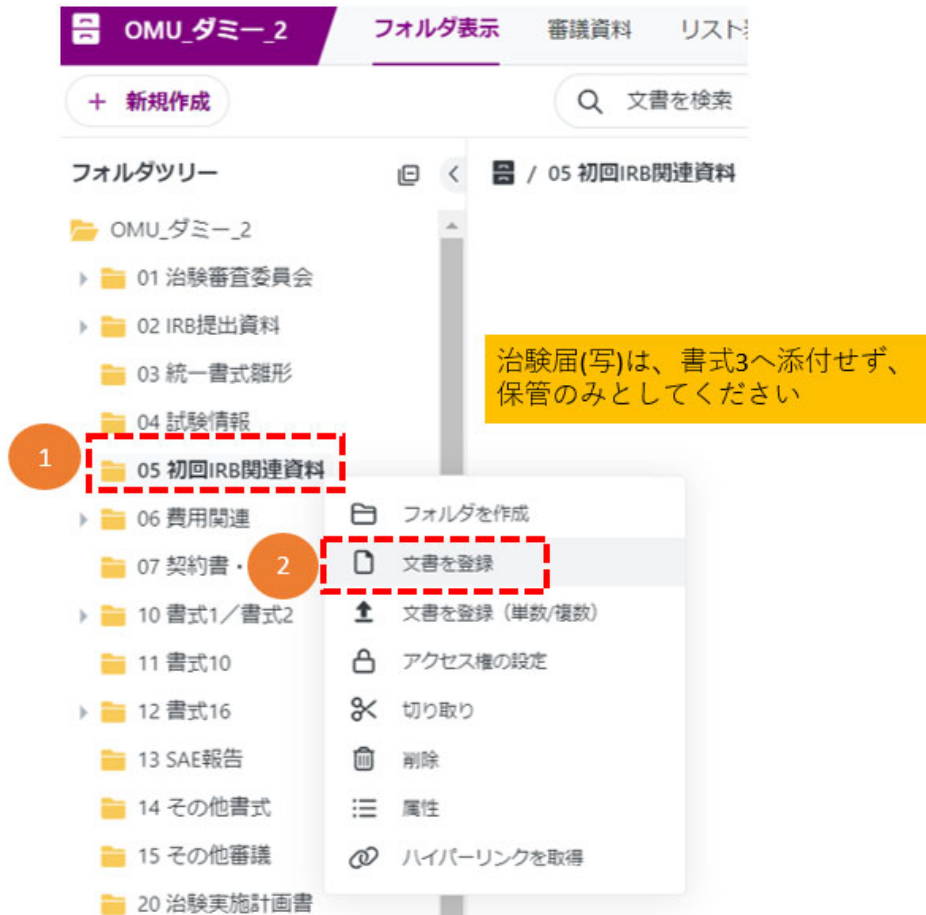 OMU_ダミー_2
フォルダ表示
審議資料
リスト
+ 新規作成
文書を検索
フォルダツリー
/ 05 初回IRB関連資料
OMU_ダミー_2
01 治験審査委員会
02 IRB提出資料
03 統一書式雛形
04 試験情報
治験届(写)は、書式3へ添付せず、
保管のみとしてください
1
05 初回IRB関連資料
06 費用関連
07 契約書・
10 書式1／書式2
11 書式10
12 書式16
13 SAE報告
14 その他書式
15 その他審議
20 治験実施計画書
フォルダを作成
2
文書を登録
文書を登録（単数/複数）
アクセス権の設定
切り取り
削除
属性
ハイパーリンクを取得